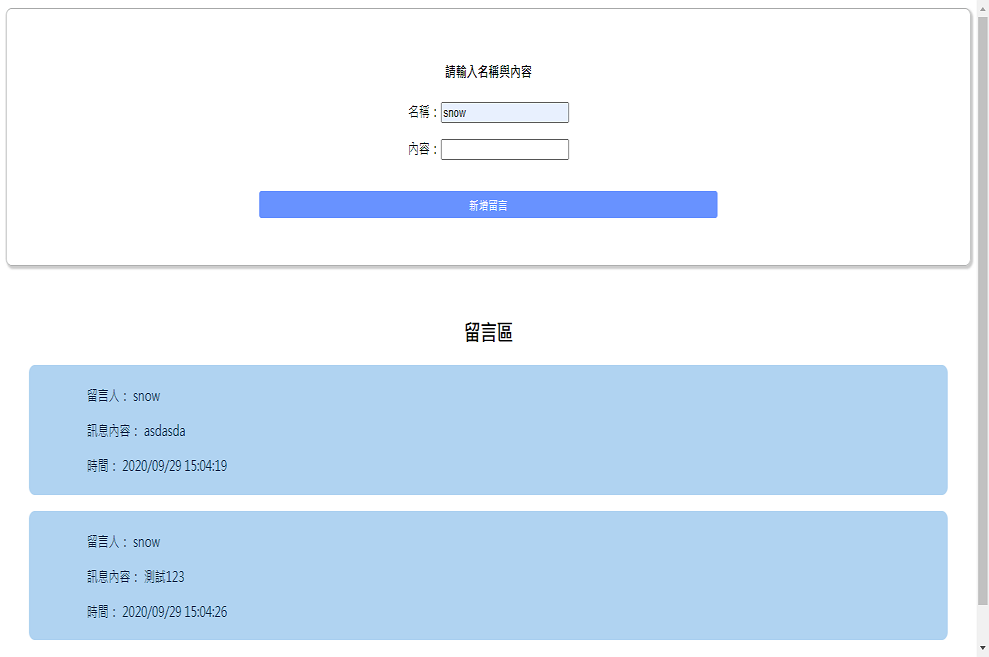 請輸入名稱與內容
名稱：snow
內容：
新增留言
留言區
留言人： snow
訊息內容： asdasda
時間： 2020/09/29 15:04:19
留言人： snow
訊息內容： 測試123
時間： 2020/09/29 15:04:26